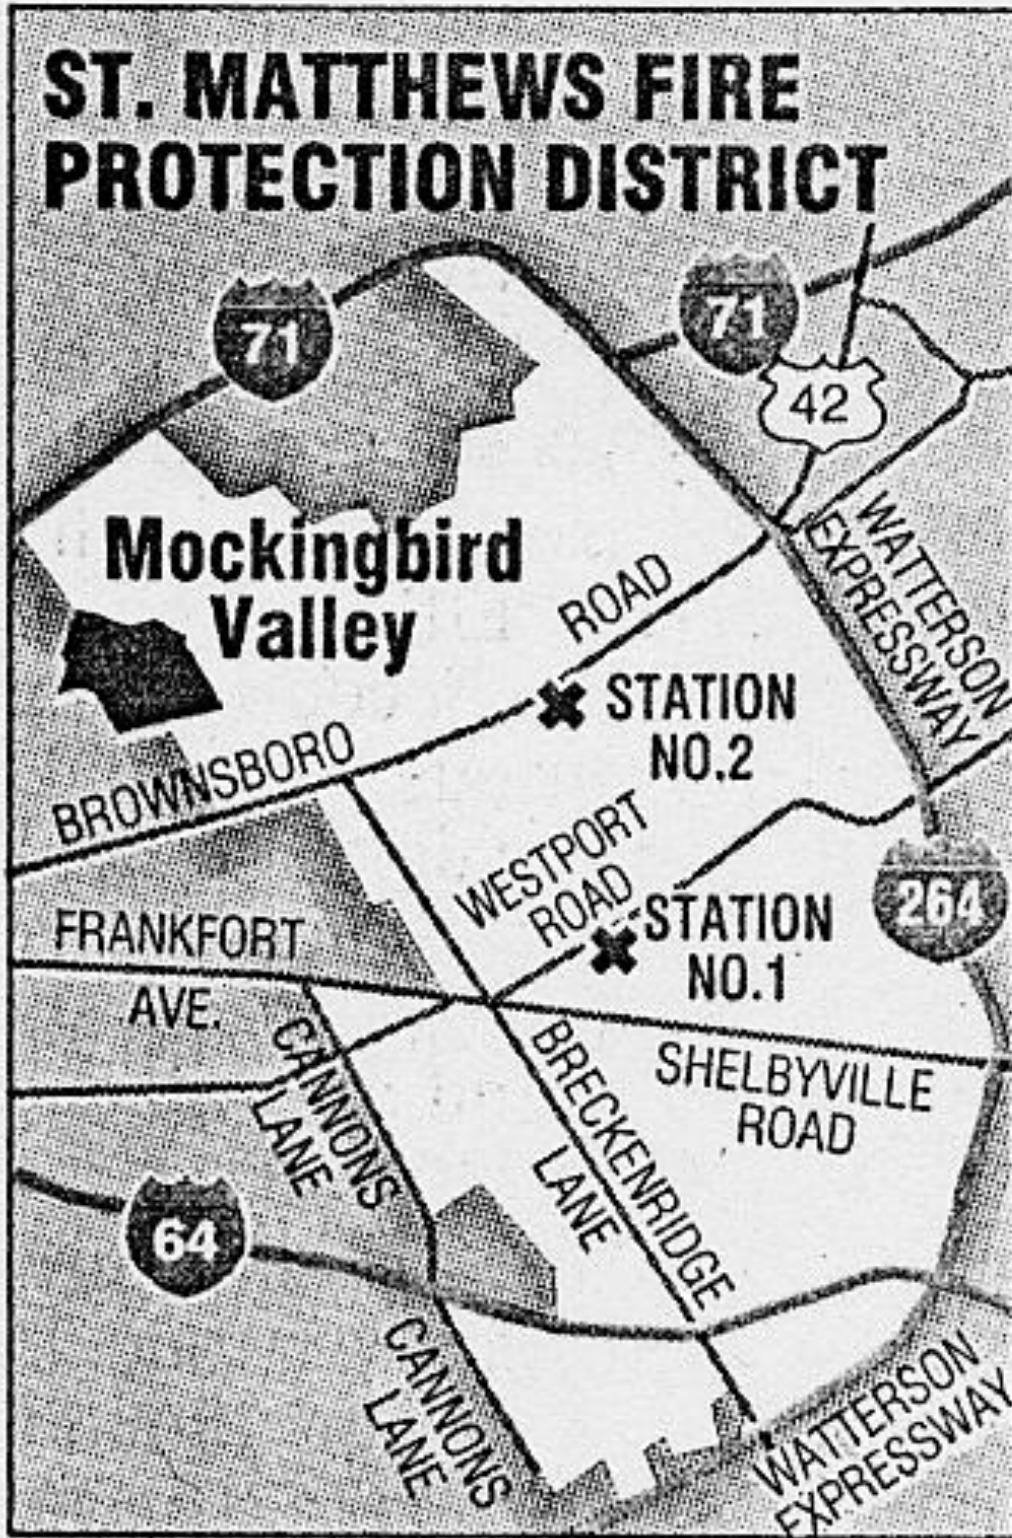 ST. MATTHEWS FIRE
PROTECTION DISTRICT
71
71
42
WATTERSON
EXPRESSWAY
Mockingbird
Valley
ROAD
STATION
NO.2
BROWNSBORO
WESTPORT
ROAD
264
STATION
NO.1
FRANKFORT
AVE.
CANNONS
LANE
BRECKENRIDGE
LANE
SHELBYVILLE
ROAD
64
CANNONS
LANE
WATTERSON
EXPRESSWAY